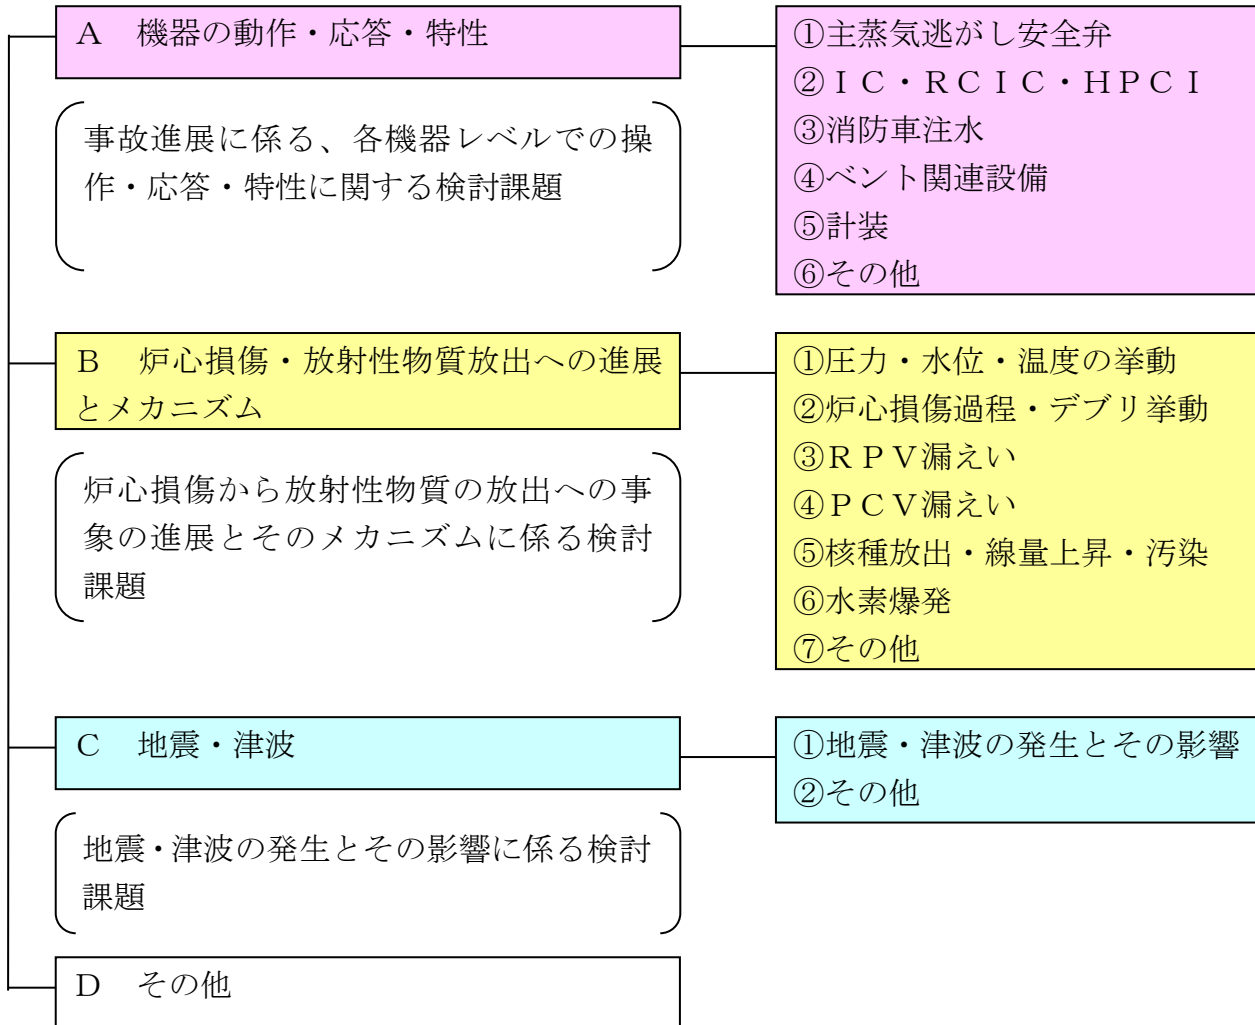 A 機器の動作・応答・特性
事故進展に係る、各機器レベルでの操
作・応答・特性に関する検討課題
①主蒸気逃がし安全弁
②ＩＣ・ＲＣＩＣ・ＨＰＣＩ
③消防車注水
④ベント関連設備
⑤計装
⑥その他
B 炉心損傷・放射性物質放出への進展
とメカニズム
炉心損傷から放射性物質の放出への事
象の進展とそのメカニズムに係る検討
課題
①圧力・水位・温度の挙動
②炉心損傷過程・デブリ挙動
③ＲＰＶ漏えい
④ＰＣＶ漏えい
⑤核種放出・線量上昇・汚染
⑥水素爆発
⑦その他
C 地震・津波
地震・津波の発生とその影響に係る検討
課題
①地震・津波の発生とその影響
②その他
D その他